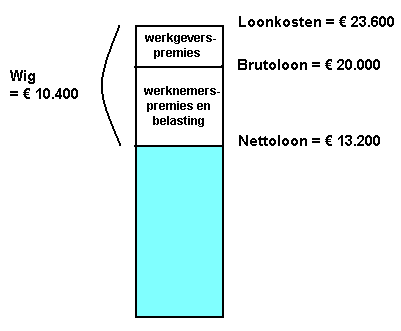 Loonkosten = € 23.600
werkgevers-
premies
Brutoloon = € 20.000
Wig
= € 10.400
werknemers-
premies en
belasting
Nettoloon = € 13.200